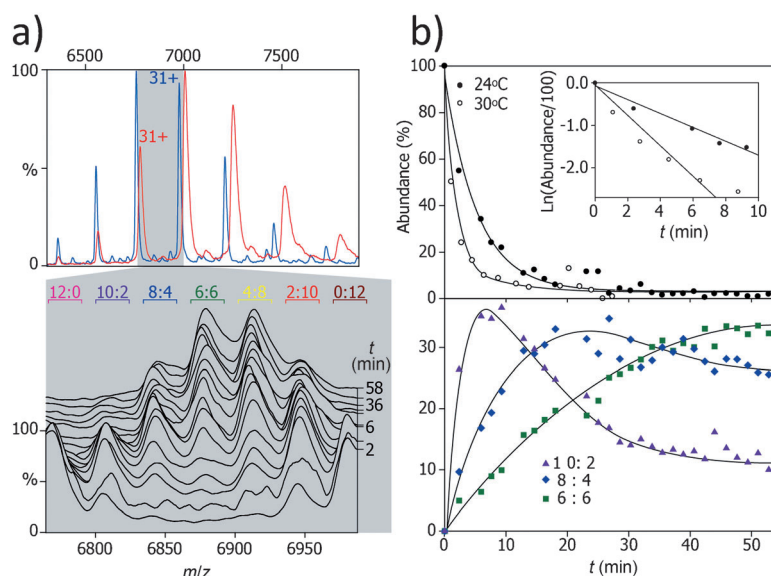 a)
6500 7000 7500
100
31+
31+
%
0
12:0 10:2 8:4 6:6 4:8 2:10 0:12
t
(min)
58
36
6
2
100
%
0
6800 6850 6900 6950
m/z
b)
100
80
60
40
20
0
Abundance (%)
24°C
30°C
0.0
-1.0
-2.0
Ln(Abundance/100)
0 2 4 6 8 10
t (min)
30
20
10
0
1 0: 2
8 : 4
6 : 6
0 10 20 30 40 50
t (min)